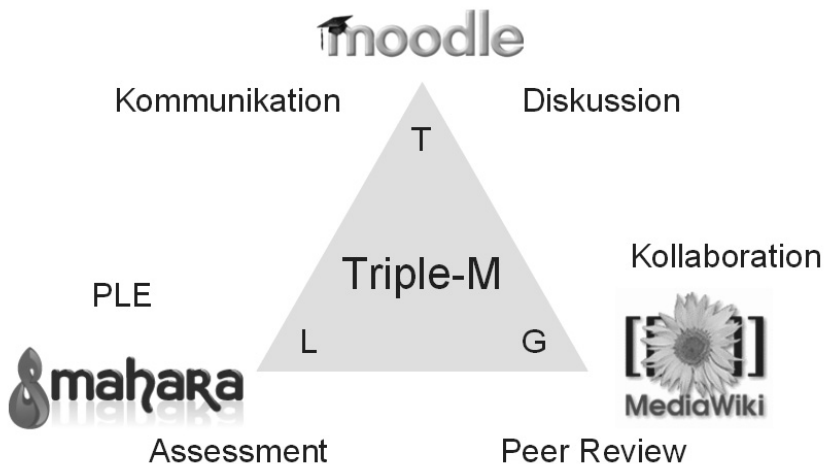 moodle
Kommunikation
Diskussion
T
Kollaboration
Triple-M
PLE
L
G
mahara
[[ ]]
MediaWiki
Assessment
Peer Review